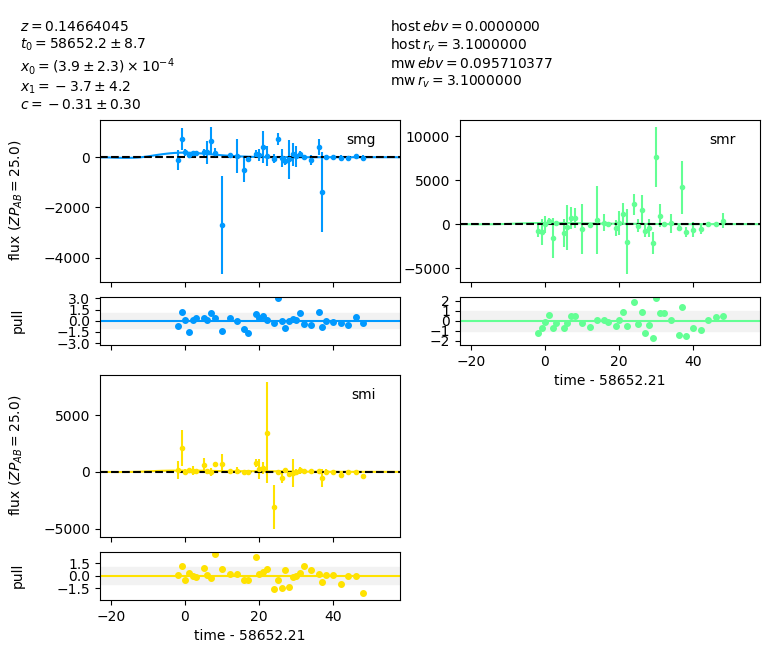 z = 0.14664045
t₀ = 58652.2 ± 8.7
x₀ = (3.9 ± 2.3) × 10⁻⁴
x₁ = −3.7 ± 4.2
c = −0.31 ± 0.30
host ebv = 0.0000000
host r_v = 3.1000000
mw ebv = 0.095710377
mw r_v = 3.1000000
smg
flux (ZP_AB = 25.0)
0
−2000
−4000
smr
10000
5000
0
−5000
pull
3.0
1.5
0.0
−1.5
−3.0
2
1
0
−1
−2
−20
0
20
40
time - 58652.21
smi
flux (ZP_AB = 25.0)
5000
0
−5000
pull
1.5
0.0
−1.5
−20
0
20
40
time - 58652.21